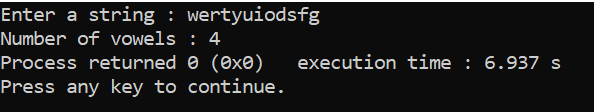 Enter a string : wertyuiodsfg
Number of vowels : 4
Process returned 0 (0x0)   execution time : 6.937 s
Press any key to continue.